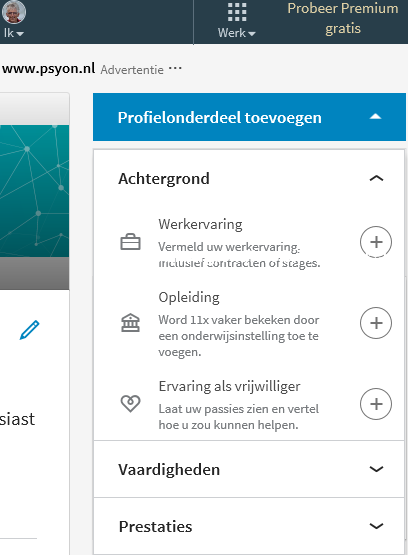 Ik
Werk
Probeer Premium
gratis
www.psyon.nl Advertentie ···
Profielonderdeel toevoegen
Achtergrond
Werkervaring
Vermeld uw werkervaring.
inclusief contracten of stages.
Opleiding
Word 11x vaker bekeken door
een onderwijsinstelling toe te
voegen.
Ervaring als vrijwilliger
Laat uw passies zien en vertel
hoe u zou kunnen helpen.
siast
Vaardigheden
Prestaties